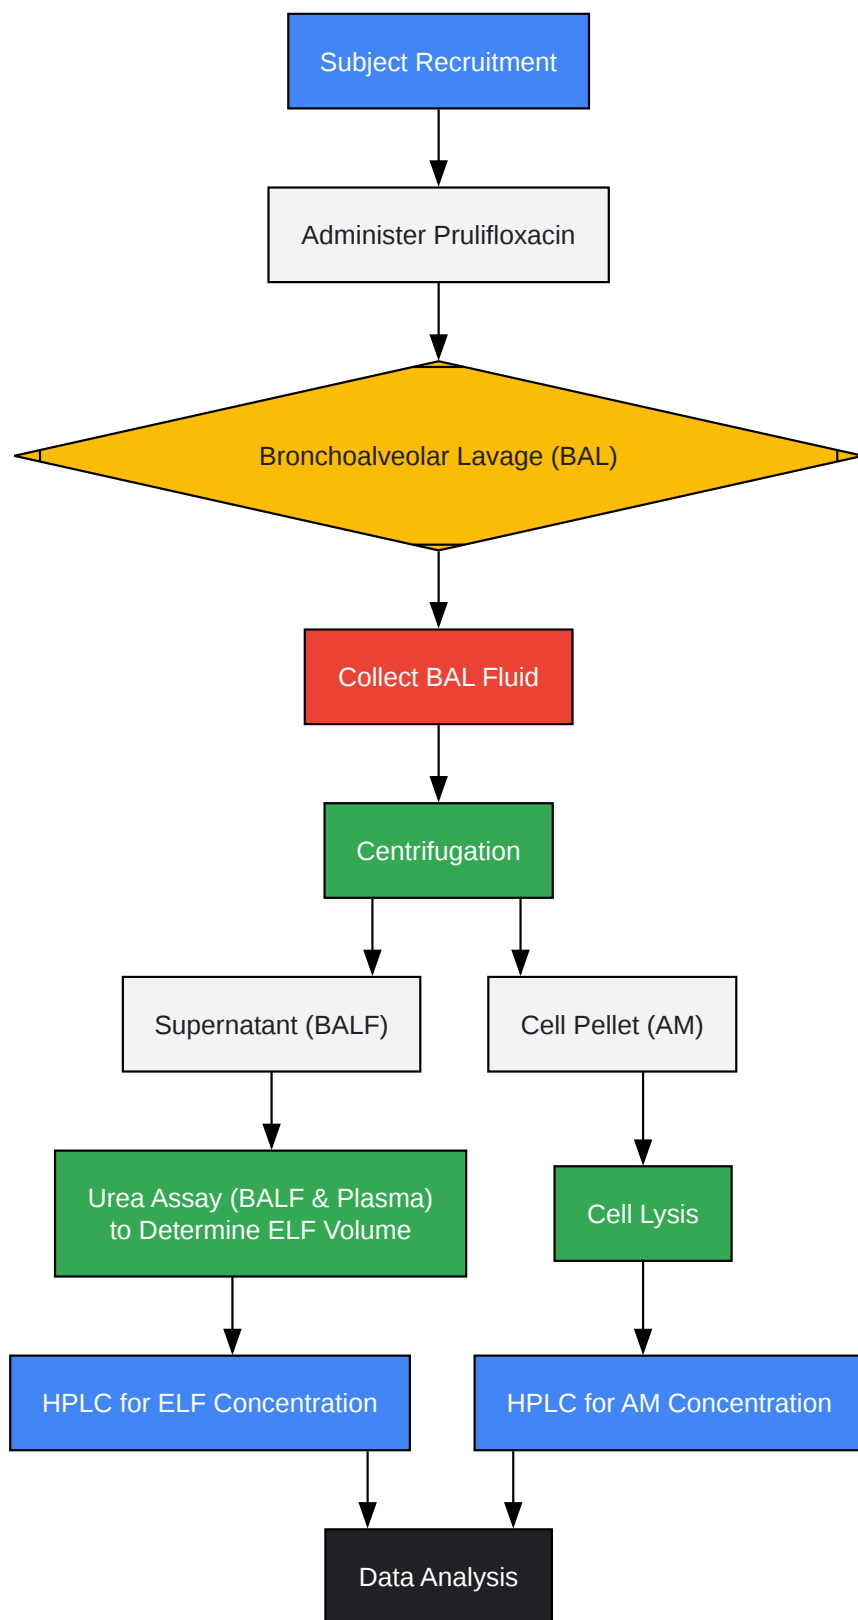 Subject Recruitment
Administer Prulifloxacin
Bronchoalveolar Lavage (BAL)
Collect BAL Fluid
Centrifugation
Supernatant (BALF)
Cell Pellet (AM)
Urea Assay (BALF & Plasma)
to Determine ELF Volume
Cell Lysis
HPLC for ELF Concentration
HPLC for AM Concentration
Data Analysis